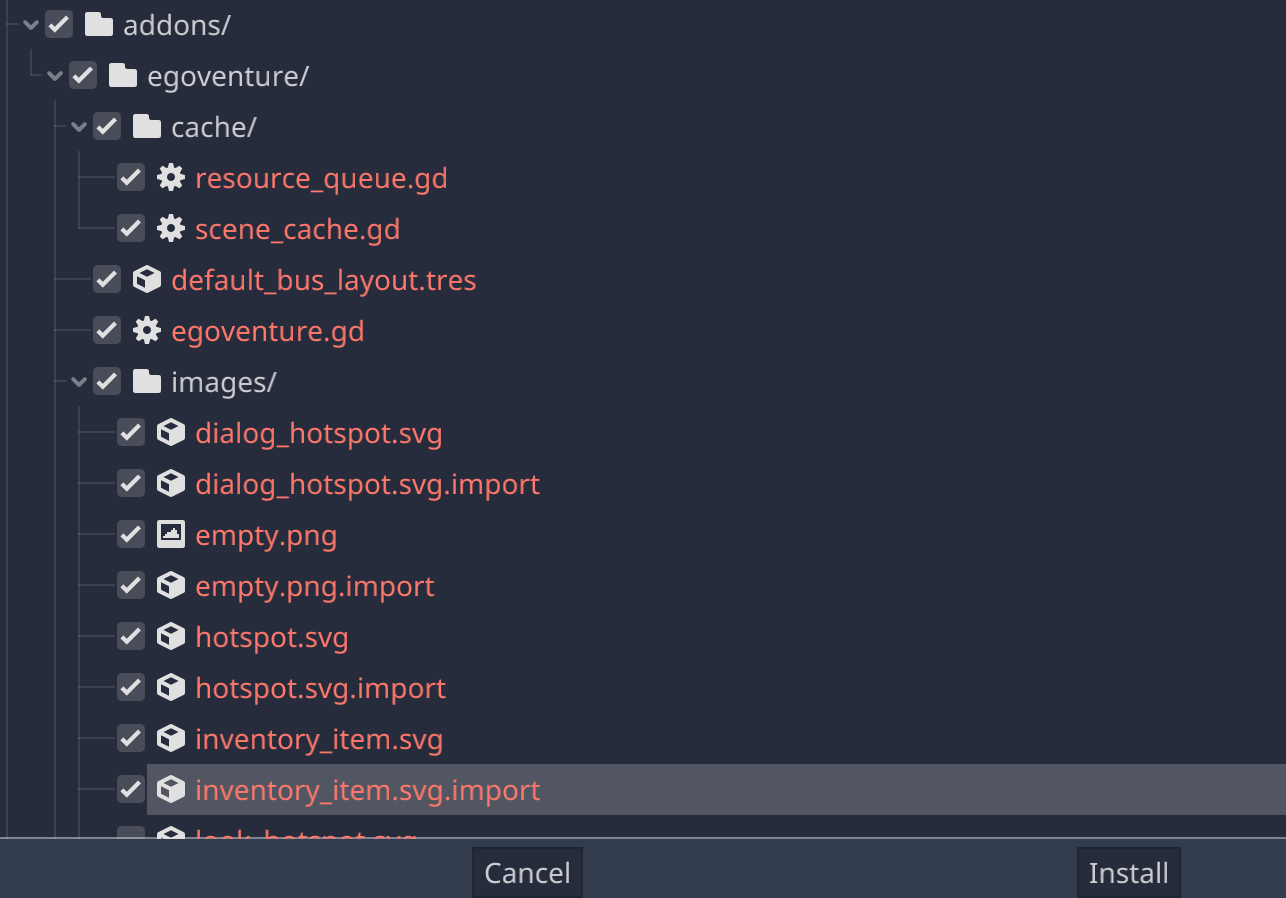 addons/
egoventure/
cache/
resource_queue.gd
scene_cache.gd
default_bus_layout.tres
egoventure.gd
images/
dialog_hotspot.svg
dialog_hotspot.svg.import
empty.png
empty.png.import
hotspot.svg
hotspot.svg.import
inventory_item.svg
inventory_item.svg.import
Cancel Install